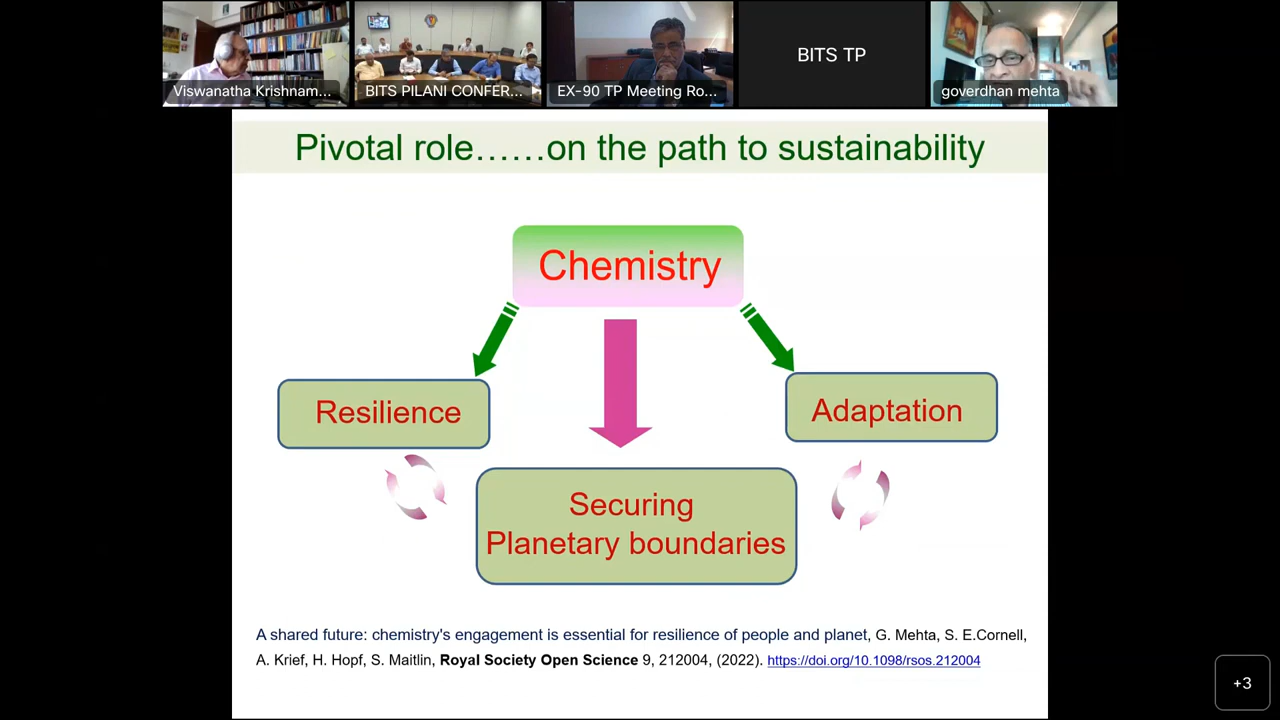 Viswanatha Krishnam...
BITS PILANI CONFER...
EX-90 TP Meeting Ro...
BITS TP
goverdhan mehta
Pivotal role……on the path to sustainability
Chemistry
Resilience
Adaptation
Securing
Planetary boundaries
A shared future: chemistry's engagement is essential for resilience of people and planet, G. Mehta, S. E.Cornell,
A. Krief, H. Hopf, S. Maitlin, Royal Society Open Science 9, 212004, (2022). https://doi.org/10.1098/rsos.212004
+3